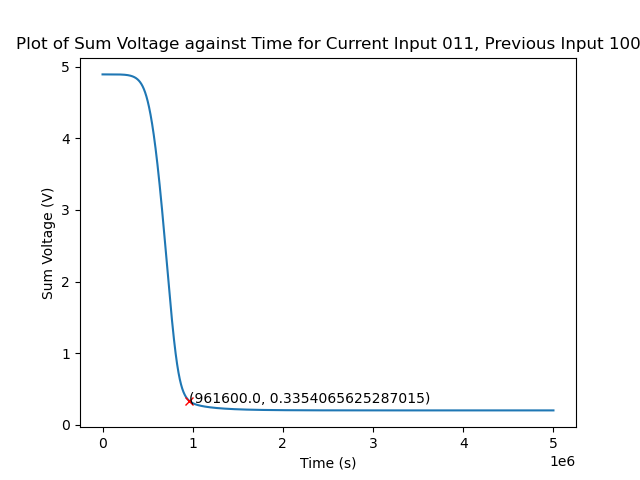 Plot of Sum Voltage against Time for Current Input 011, Previous Input 100
5
4
3
2
1
0
Sum Voltage (V)
(961600.0, 0.3354065625287015)
0 1 2 3 4 5
1e6
Time (s)